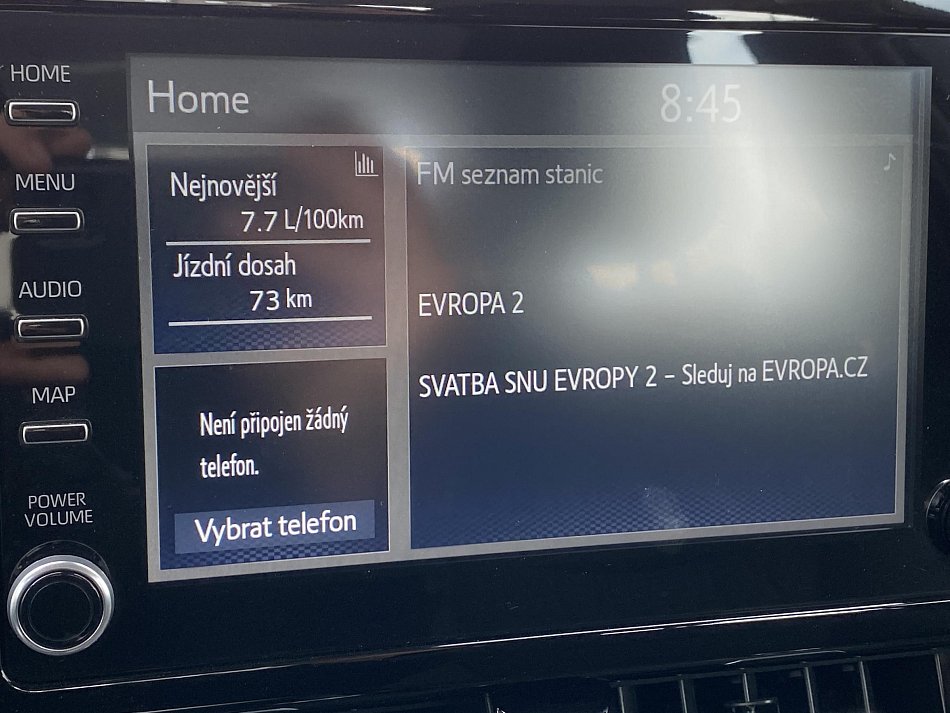 HOME
MENU
AUDIO
MAP
POWER
VOLUME
Home
8:45
Nejnovější
7.7 L/100km
Jízdní dosah
73 km
Není připojen žádný
telefon.
Vybrat telefon
FM seznam stanic
EVROPA 2
SVATBA SNU EVROPY 2 – Sleduj na EVROPA.CZ